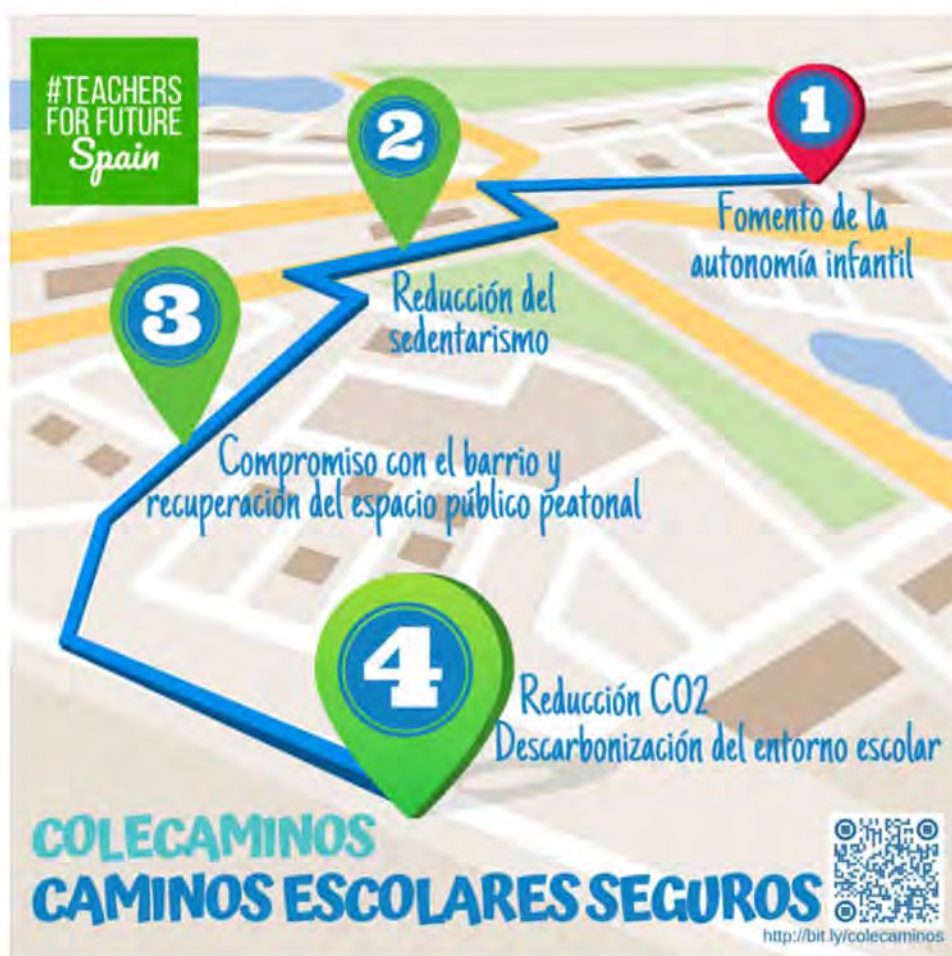 #TEACHERS
FOR FUTURE
Spain
1
Fomento de la
autonomía infantil
2
Reducción del
sedentarismo
3
Compromiso con el barrio y
recuperación del espacio público peatonal
4
Reducción CO2
Descarbonización del entorno escolar
COLECAMINOS
CAMINOS ESCOLARES SEGUROS
http://bit.ly/colecaminos